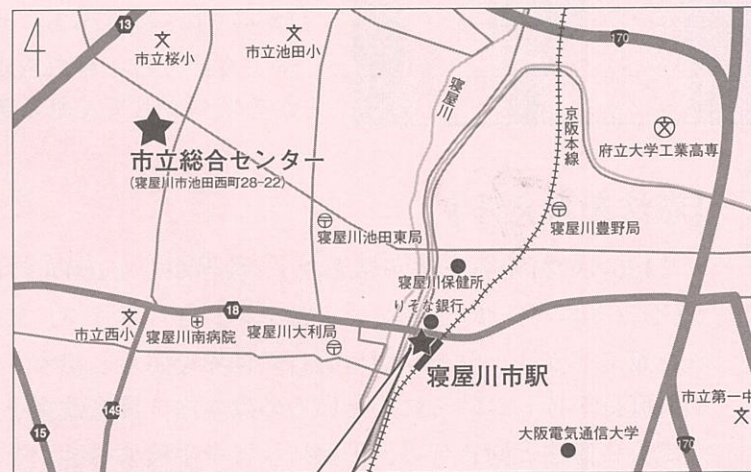 4
13
市立桜小
市立池田小
170
寝屋川
京阪本線
府立大学工業高専
市立総合センター
(寝屋川市池田西町28-22)
寝屋川池田東局
寝屋川豊野局
寝屋川保健所
りそな銀行
18
市立西小
寝屋川南病院
寝屋川大利局
寝屋川市駅
149
15
市立第一中
大阪電気通信大学
170